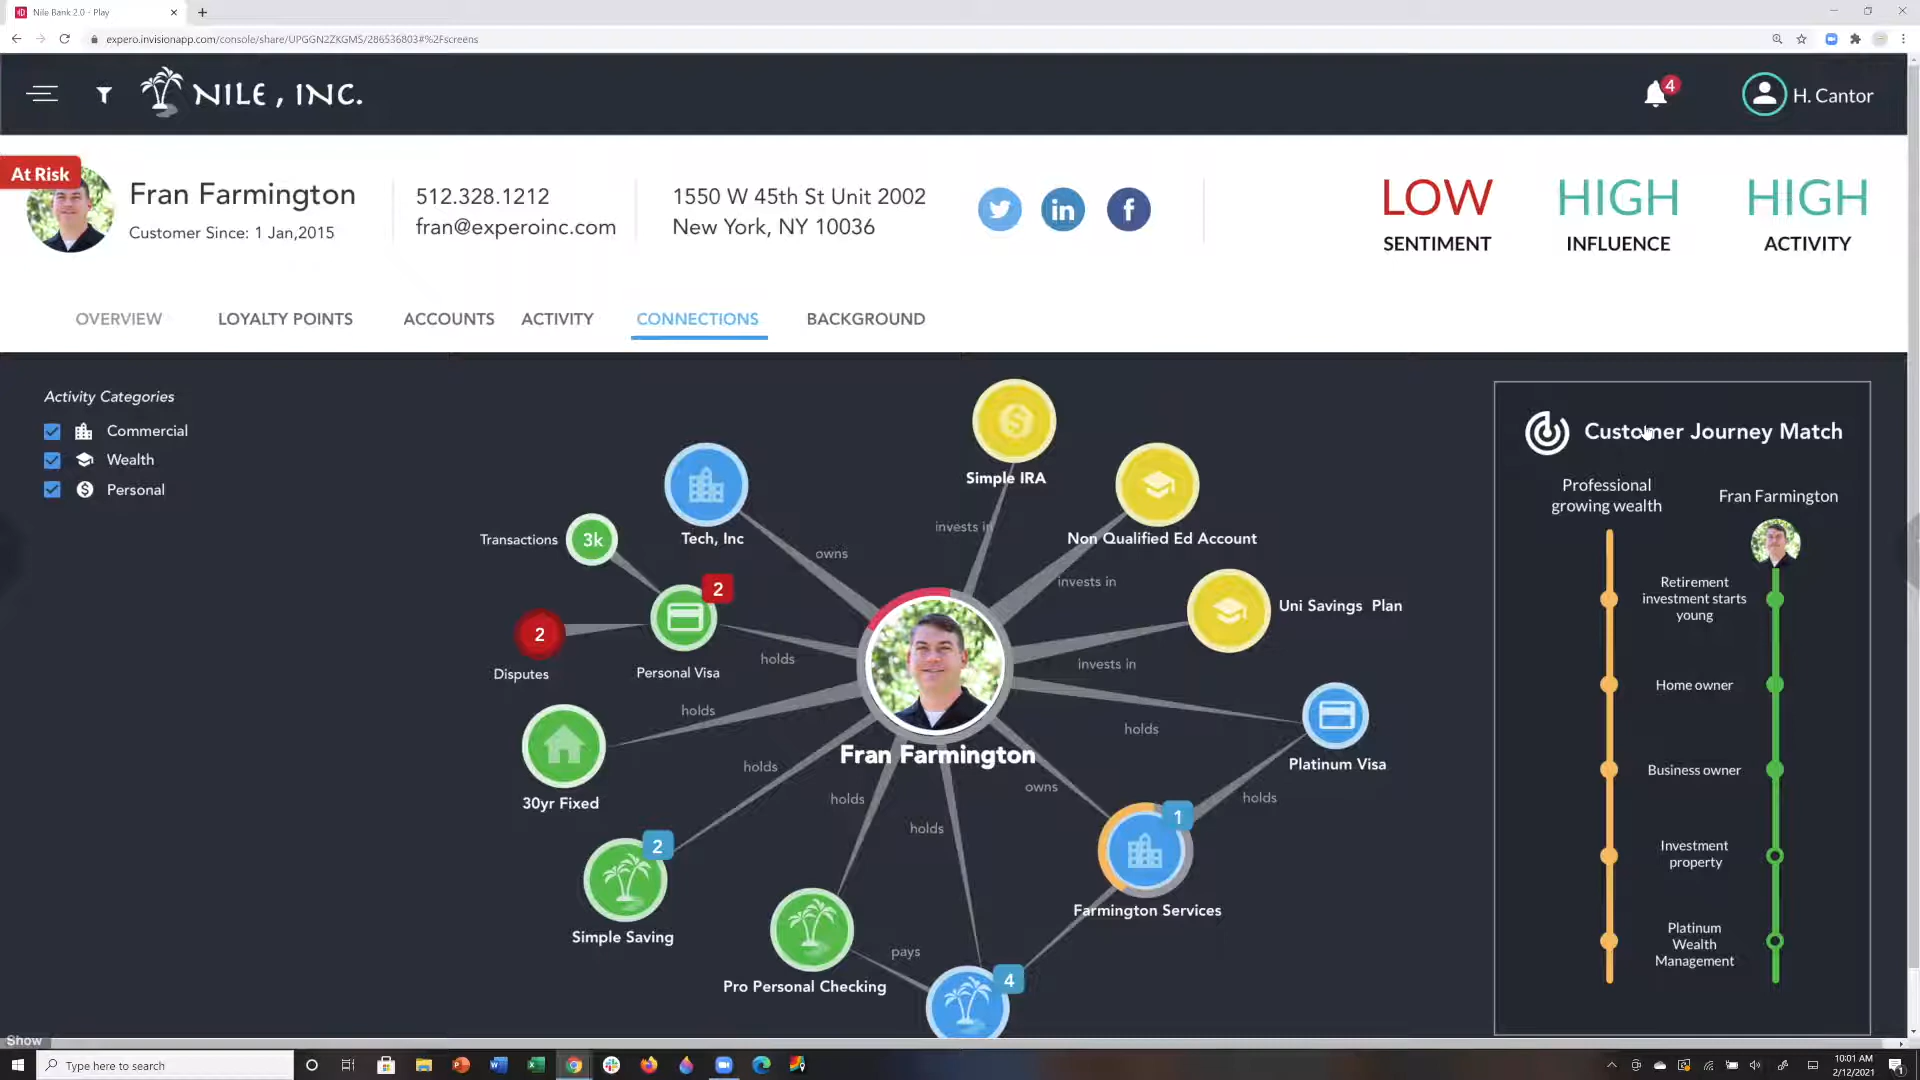 Nile Bank 2.0 - Play
expero.invisionapp.com/console/share/UPGGN2ZKGMS/286536803#%2Fscreens
NILE, INC.
4
H. Cantor
At Risk
Fran Farmington
Customer Since: 1 Jan,2015
512.328.1212
fran@experoinc.com
1550 W 45th St Unit 2002
New York, NY 10036
LOW
SENTIMENT
HIGH
INFLUENCE
HIGH
ACTIVITY
OVERVIEW
LOYALTY POINTS
ACCOUNTS
ACTIVITY
CONNECTIONS
BACKGROUND
Activity Categories
Commercial
Wealth
Personal
Simple IRA
invests in
Tech, Inc
owns
Non Qualified Ed Account
invests in
Transactions
3k
2
Personal Visa
holds
2
Disputes
Uni Savings Plan
invests in
holds
30yr Fixed
holds
Platinum Visa
Fran Farmington
holds
2
Simple Saving
holds
Pro Personal Checking
holds
owns
holds
1
Farmington Services
pays
4
Customer Journey Match
Professional
growing wealth
Fran Farmington
Retirement
investment starts
young
Home owner
Business owner
Investment
property
Platinum
Wealth
Management
Show
Type here to search
10:01 AM
2/12/2021
1